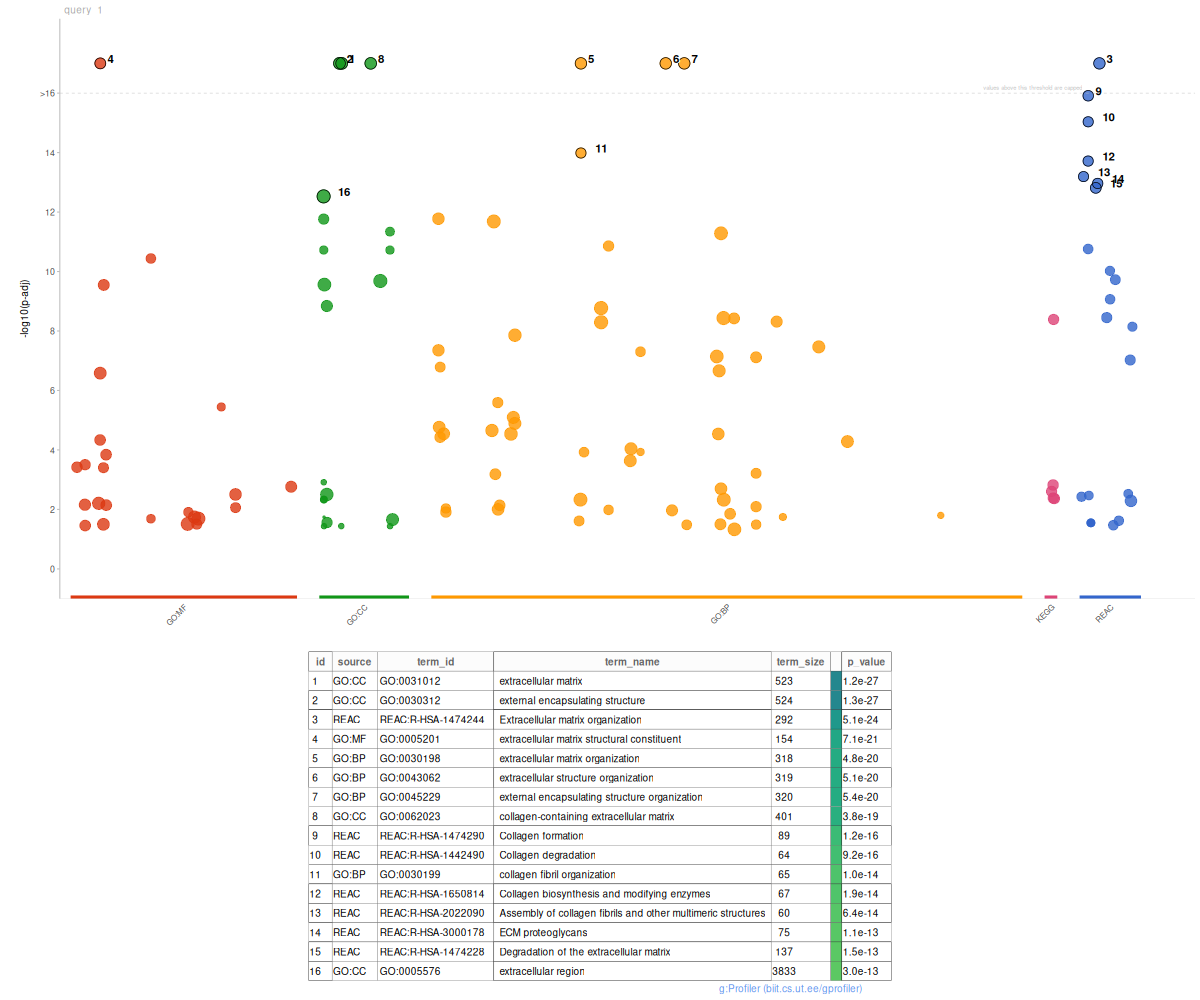 query 1
4
2
1
8
5
6
7
3
values above this threshold are capped
>16
9
10
14
11
12
13
14
15
16
12
10
8
6
4
2
0
-log10(p-adj)
GO:MF
GO:CC
GO:BP
KEGG
REAC
id source term_id term_name term_size p_value
1 GO:CC GO:0031012 extracellular matrix 523 1.2e-27
2 GO:CC GO:0030312 external encapsulating structure 524 1.3e-27
3 REAC REAC:R-HSA-1474244 Extracellular matrix organization 292 5.1e-24
4 GO:MF GO:0005201 extracellular matrix structural constituent 154 7.1e-21
5 GO:BP GO:0030198 extracellular matrix organization 318 4.8e-20
6 GO:BP GO:0043062 extracellular structure organization 319 5.1e-20
7 GO:BP GO:0045229 external encapsulating structure organization 320 5.4e-20
8 GO:CC GO:0062023 collagen-containing extracellular matrix 401 3.8e-19
9 REAC REAC:R-HSA-1474290 Collagen formation 89 1.2e-16
10 REAC REAC:R-HSA-1442490 Collagen degradation 64 9.2e-16
11 GO:BP GO:0030199 collagen fibril organization 65 1.0e-14
12 REAC REAC:R-HSA-1650814 Collagen biosynthesis and modifying enzymes 67 1.9e-14
13 REAC REAC:R-HSA-2022090 Assembly of collagen fibrils and other multimeric structures 60 6.4e-14
14 REAC REAC:R-HSA-3000178 ECM proteoglycans 75 1.1e-13
15 REAC REAC:R-HSA-1474228 Degradation of the extracellular matrix 137 1.5e-13
16 GO:CC GO:0005576 extracellular region 3833 3.0e-13
g:Profiler (biit.cs.ut.ee/gprofiler)